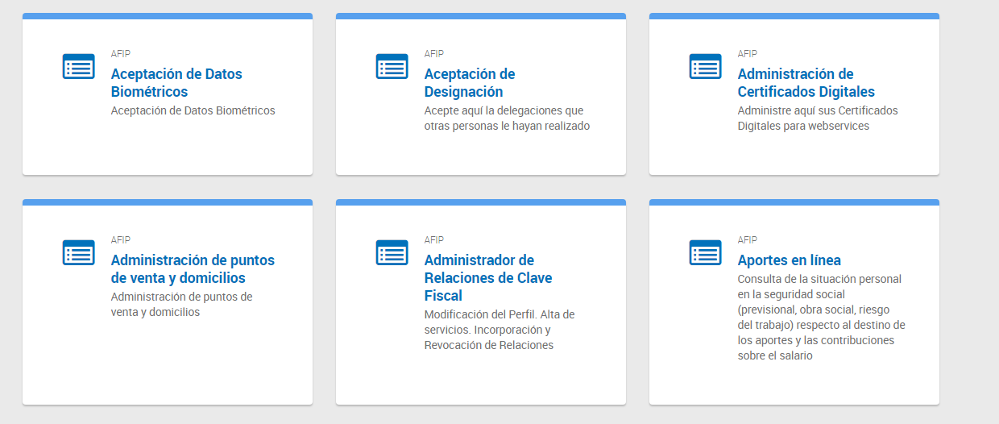 AFIP
Aceptación de Datos
Biométricos
Aceptación de Datos Biométricos
AFIP
Aceptación de
Designación
Acepte aquí la delegaciones que
otras personas le hayan realizado
AFIP
Administración de
Certificados Digitales
Administre aquí sus Certificados
Digitales para webservices
AFIP
Administración de puntos
de venta y domicilios
Administración de puntos de
venta y domicilios
AFIP
Administrador de
Relaciones de Clave
Fiscal
Modificación del Perfil. Alta de
servicios. Incorporación y
Revocación de Relaciones
AFIP
Aportes en línea
Consulta de la situación personal
en la seguridad social
(previsional, obra social, riesgo
del trabajo) respecto al destino de
los aportes y las contribuciones
sobre el salario